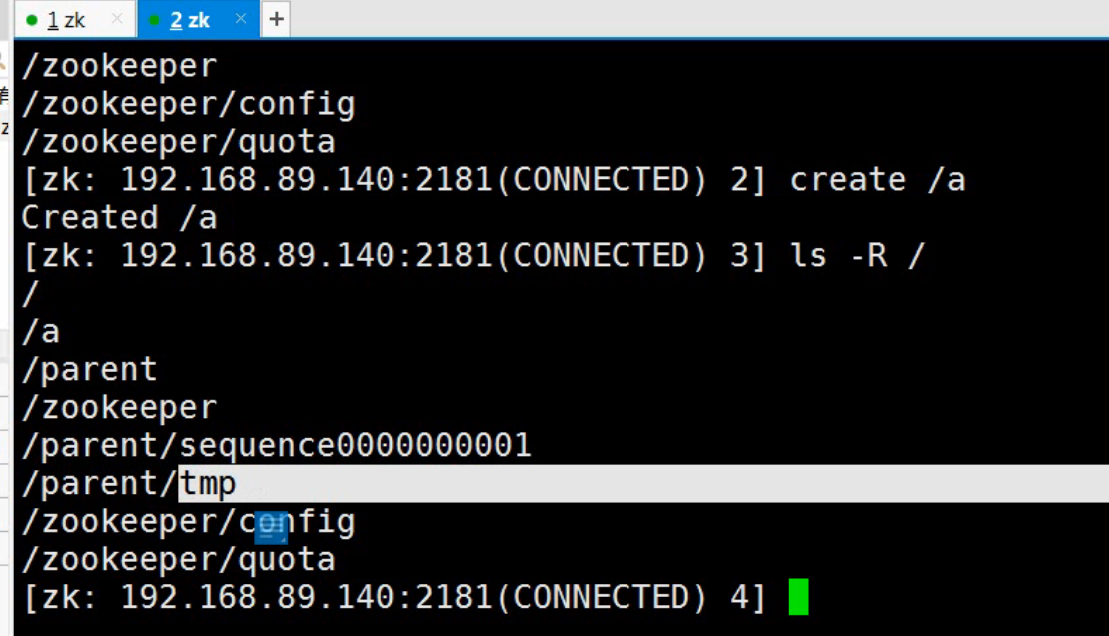 1 zk × 2 zk × +
/zookeeper
/zookeeper/config
/zookeeper/quota
[zk: 192.168.89.140:2181(CONNECTED) 2] create /a
Created /a
[zk: 192.168.89.140:2181(CONNECTED) 3] ls -R /
/
/a
/parent
/zookeeper
/parent/sequence0000000001
/parent/tmp
/zookeeper/config
/zookeeper/quota
[zk: 192.168.89.140:2181(CONNECTED) 4]